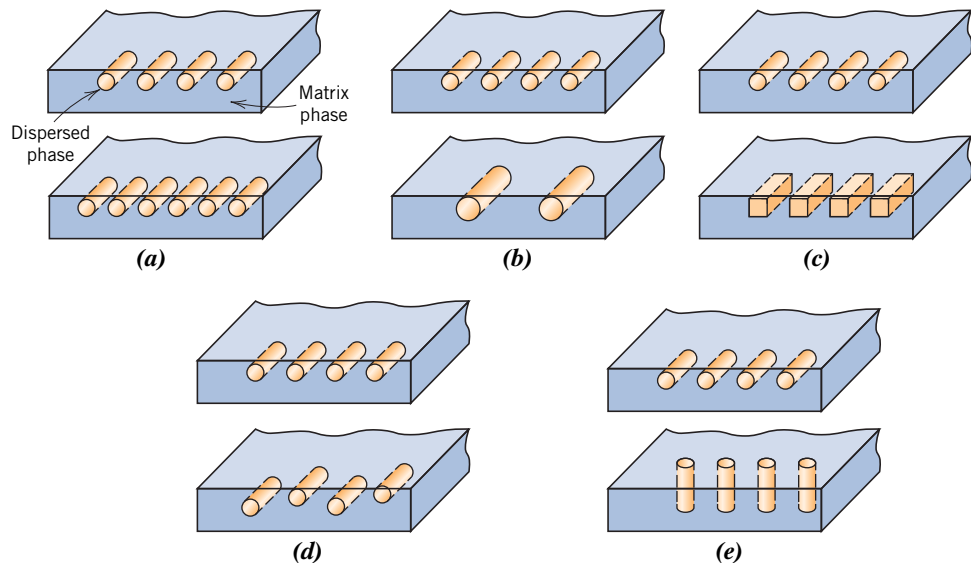 Matrix
phase
Dispersed
phase
(a)
(b)
(c)
(d)
(e)